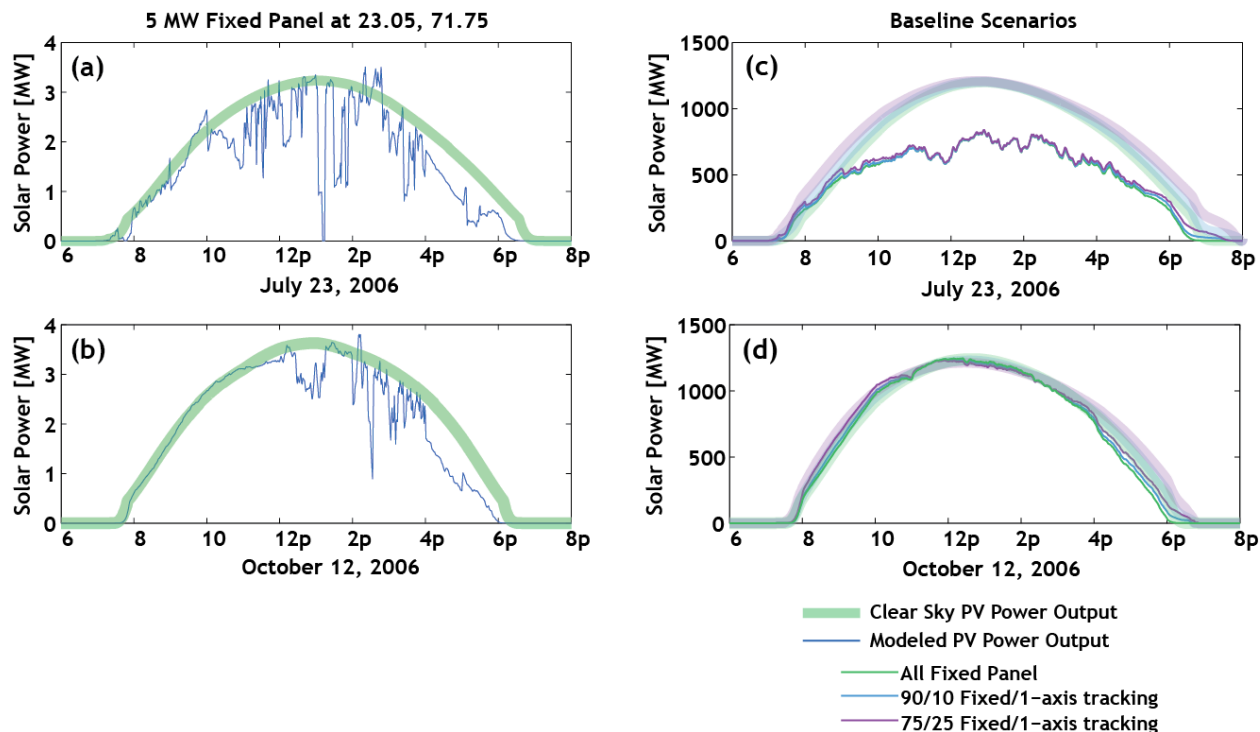 5 MW Fixed Panel at 23.05, 71.75
(a)
Solar Power [MW]
4
3
2
1
0
6 8 10 12p 2p 4p 6p 8p
July 23, 2006
(b)
Solar Power [MW]
4
3
2
1
0
6 8 10 12p 2p 4p 6p 8p
October 12, 2006
Baseline Scenarios
(c)
Solar Power [MW]
1500
1000
500
0
6 8 10 12p 2p 4p 6p 8p
July 23, 2006
(d)
Solar Power [MW]
1500
1000
500
0
6 8 10 12p 2p 4p 6p 8p
October 12, 2006
Clear Sky PV Power Output
Modeled PV Power Output
All Fixed Panel
90/10 Fixed/1-axis tracking
75/25 Fixed/1-axis tracking